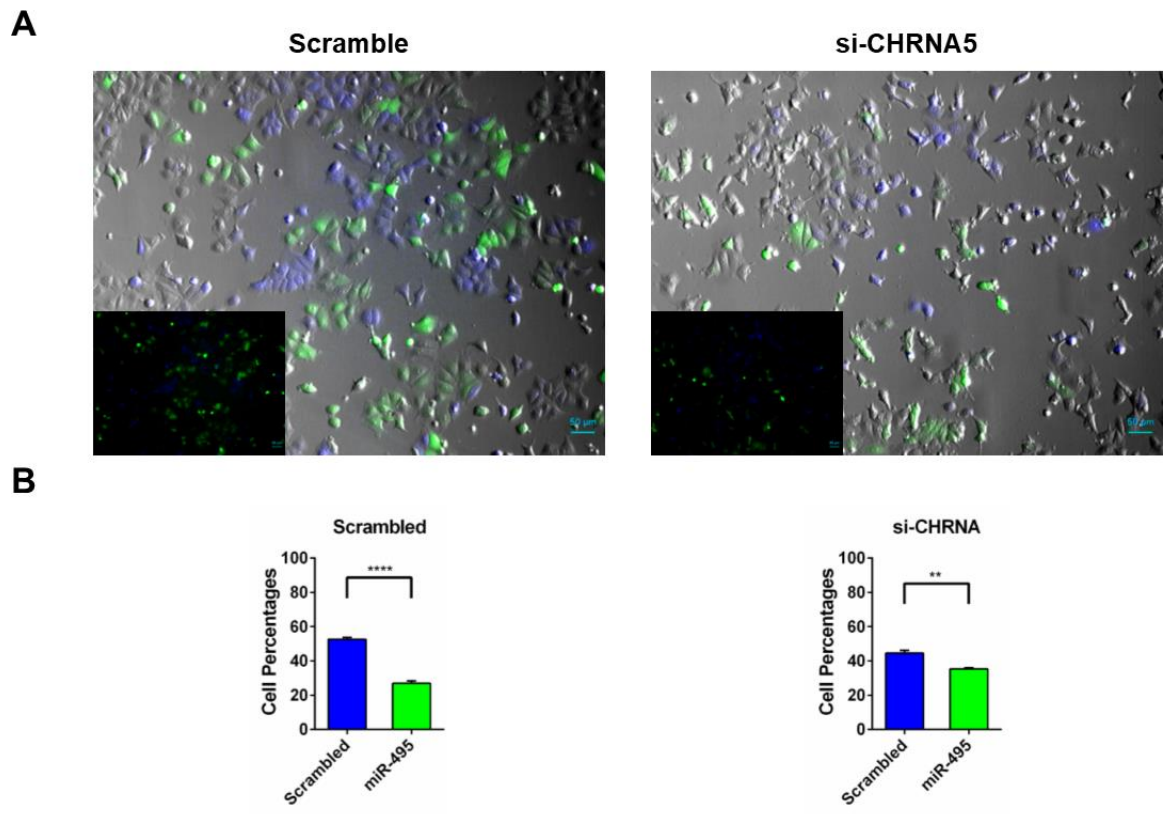 A
Scramble
si-CHRNA5
50 µm
50 µm
B
Scrambled
Cell Percentages
100
80
60
40
20
0
****
Scrambled
miR-495
si-CHRNA
Cell Percentages
100
80
60
40
20
0
**
Scrambled
miR-495